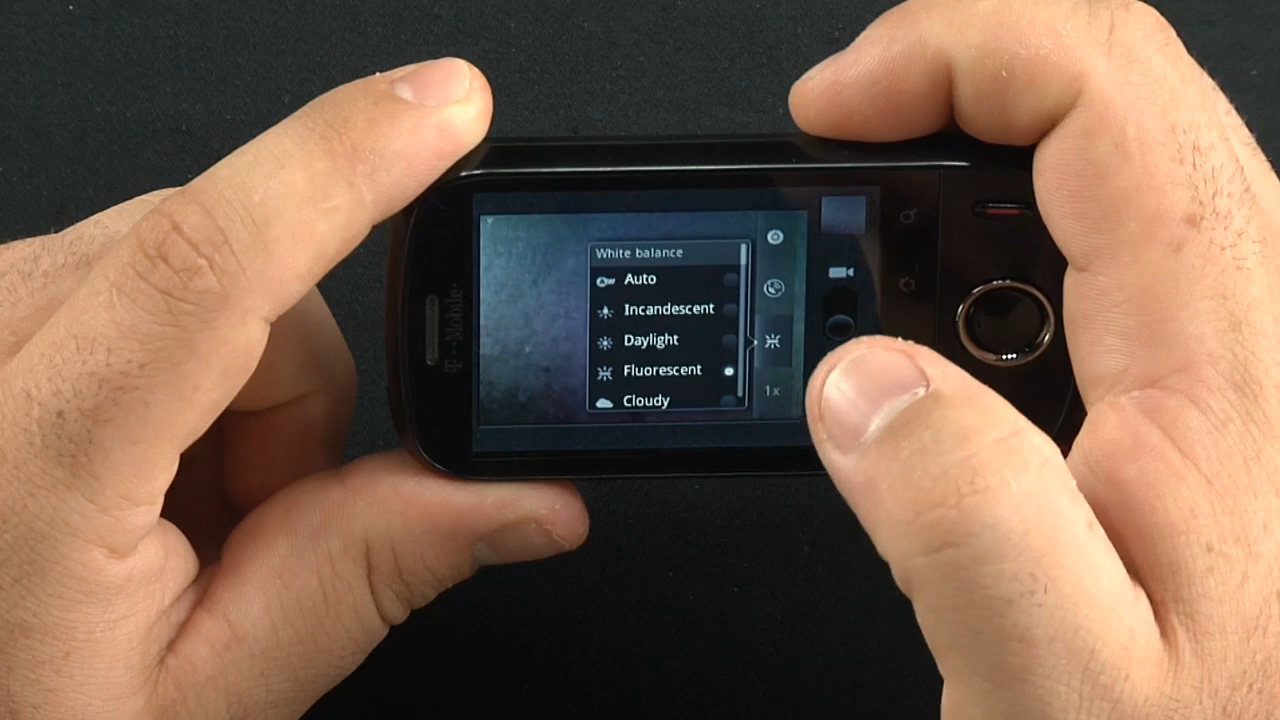 T··Mobile·
White balance
Auto
Incandescent
Daylight
Fluorescent
Cloudy
1x